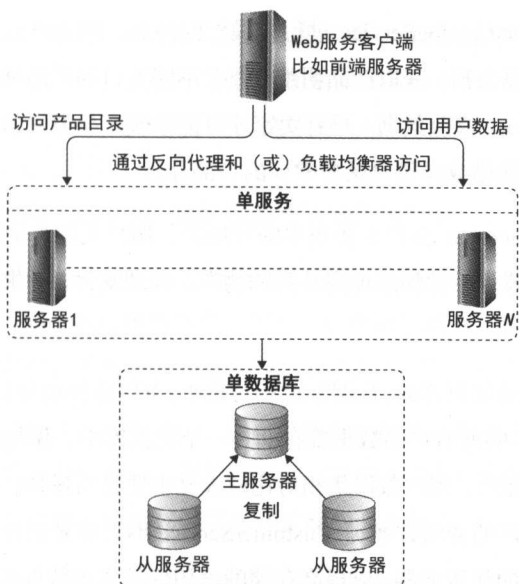 Web服务客户端
比如前端服务器
访问产品目录
访问用户数据
通过反向代理和（或）负载均衡器访问
单服务
服务器1
服务器N
单数据库
主服务器
复制
从服务器
从服务器